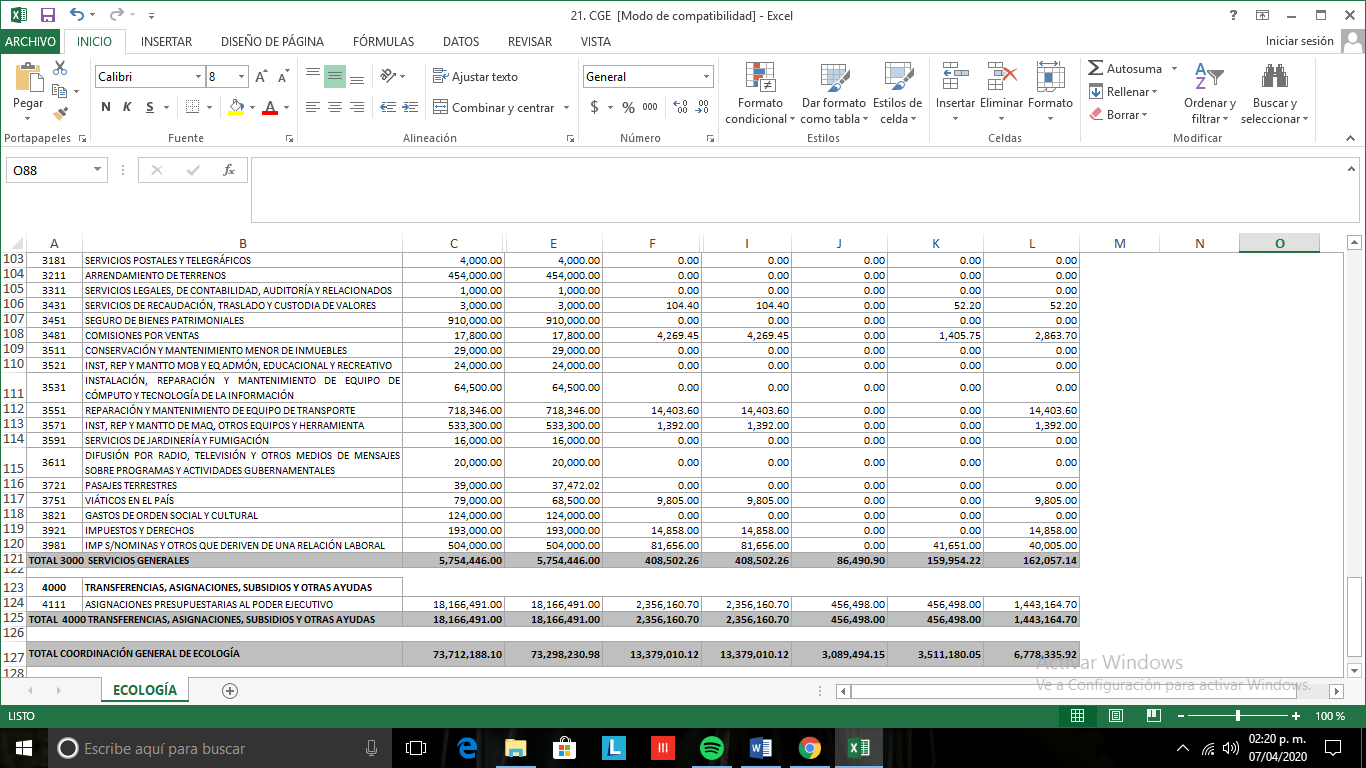 21. CGE [Modo de compatibilidad] - Excel
ARCHIVO INICIO INSERTAR DISEÑO DE PÁGINA FÓRMULAS DATOS REVISAR VISTA Iniciar sesión
Calibri 8 Ajustar texto General Autosuma
Pegar N K S Combinar y centrar $ % 000 Formato condicional Dar formato como tabla Estilos de celda Insertar Eliminar Formato Rellenar Borrar Ordenar y filtrar Buscar y seleccionar
Portapapeles Fuente Alineación Número Estilos Celdas Modificar
O88 fx
A B C E F I J K L M N O
103 3181 SERVICIOS POSTALES Y TELEGRÁFICOS 4,000.00 4,000.00 0.00 0.00 0.00 0.00 0.00
104 3211 ARRENDAMIENTO DE TERRENOS 454,000.00 454,000.00 0.00 0.00 0.00 0.00 0.00
105 3311 SERVICIOS LEGALES, DE CONTABILIDAD, AUDITORÍA Y RELACIONADOS 1,000.00 1,000.00 0.00 0.00 0.00 0.00 0.00
106 3431 SERVICIOS DE RECAUDACIÓN, TRASLADO Y CUSTODIA DE VALORES 3,000.00 3,000.00 104.40 104.40 0.00 52.20 52.20
107 3451 SEGURO DE BIENES PATRIMONIALES 910,000.00 910,000.00 0.00 0.00 0.00 0.00 0.00
108 3481 COMISIONES POR VENTAS 17,800.00 17,800.00 4,269.45 4,269.45 0.00 1,405.75 2,863.70
109 3511 CONSERVACIÓN Y MANTENIMIENTO MENOR DE INMUEBLES 29,000.00 29,000.00 0.00 0.00 0.00 0.00 0.00
110 3521 INST, REP Y MANTTO MOB Y EQ ADMÓN, EDUCACIONAL Y RECREATIVO 24,000.00 24,000.00 0.00 0.00 0.00 0.00 0.00
111 3531 INSTALACIÓN, REPARACIÓN Y MANTENIMIENTO DE EQUIPO DE
CÓMPUTO Y TECNOLOGÍA DE LA INFORMACIÓN 64,500.00 64,500.00 0.00 0.00 0.00 0.00 0.00
112 3551 REPARACIÓN Y MANTENIMIENTO DE EQUIPO DE TRANSPORTE 718,346.00 718,346.00 14,403.60 14,403.60 0.00 0.00 14,403.60
113 3571 INST, REP Y MANTTO DE MAQ, OTROS EQUIPOS Y HERRAMIENTA 533,300.00 533,300.00 1,392.00 1,392.00 0.00 0.00 1,392.00
114 3591 SERVICIOS DE JARDINERÍA Y FUMIGACIÓN 16,000.00 16,000.00 0.00 0.00 0.00 0.00 0.00
115 3611 DIFUSIÓN POR RADIO, TELEVISIÓN Y OTROS MEDIOS DE MENSAJES
SOBRE PROGRAMAS Y ACTIVIDADES GUBERNAMENTALES 20,000.00 20,000.00 0.00 0.00 0.00 0.00 0.00
116 3721 PASAJES TERRESTRES 39,000.00 37,472.02 0.00 0.00 0.00 0.00 0.00
117 3751 VIÁTICOS EN EL PAÍS 79,000.00 68,500.00 9,805.00 9,805.00 0.00 0.00 9,805.00
118 3821 GASTOS DE ORDEN SOCIAL Y CULTURAL 124,000.00 124,000.00 0.00 0.00 0.00 0.00 0.00
119 3921 IMPUESTOS Y DERECHOS 193,000.00 193,000.00 14,858.00 14,858.00 0.00 0.00 14,858.00
120 3981 IMP S/NOMINAS Y OTROS QUE DERIVEN DE UNA RELACIÓN LABORAL 504,000.00 504,000.00 81,656.00 81,656.00 0.00 41,651.00 40,005.00
121 TOTAL 3000 SERVICIOS GENERALES 5,754,446.00 5,754,446.00 408,502.26 408,502.26 86,490.90 159,954.22 162,057.14
122
123 4000 TRANSFERENCIAS, ASIGNACIONES, SUBSIDIOS Y OTRAS AYUDAS
124 4111 ASIGNACIONES PRESUPUESTARIAS AL PODER EJECUTIVO 18,166,491.00 18,166,491.00 2,356,160.70 2,356,160.70 456,498.00 456,498.00 1,443,164.70
125 TOTAL 4000 TRANSFERENCIAS, ASIGNACIONES, SUBSIDIOS Y OTRAS AYUDAS 18,166,491.00 18,166,491.00 2,356,160.70 2,356,160.70 456,498.00 456,498.00 1,443,164.70
126
127 TOTAL COORDINACIÓN GENERAL DE ECOLOGÍA 73,712,188.10 73,298,230.98 13,379,010.12 13,379,010.12 3,089,494.15 3,511,180.05 6,778,335.92
128
Activar Windows
Ve a Configuración para activar Windows.
ECOLOGÍA
LISTO 100 %
Escribe aquí para buscar
02:20 p. m.
07/04/2020